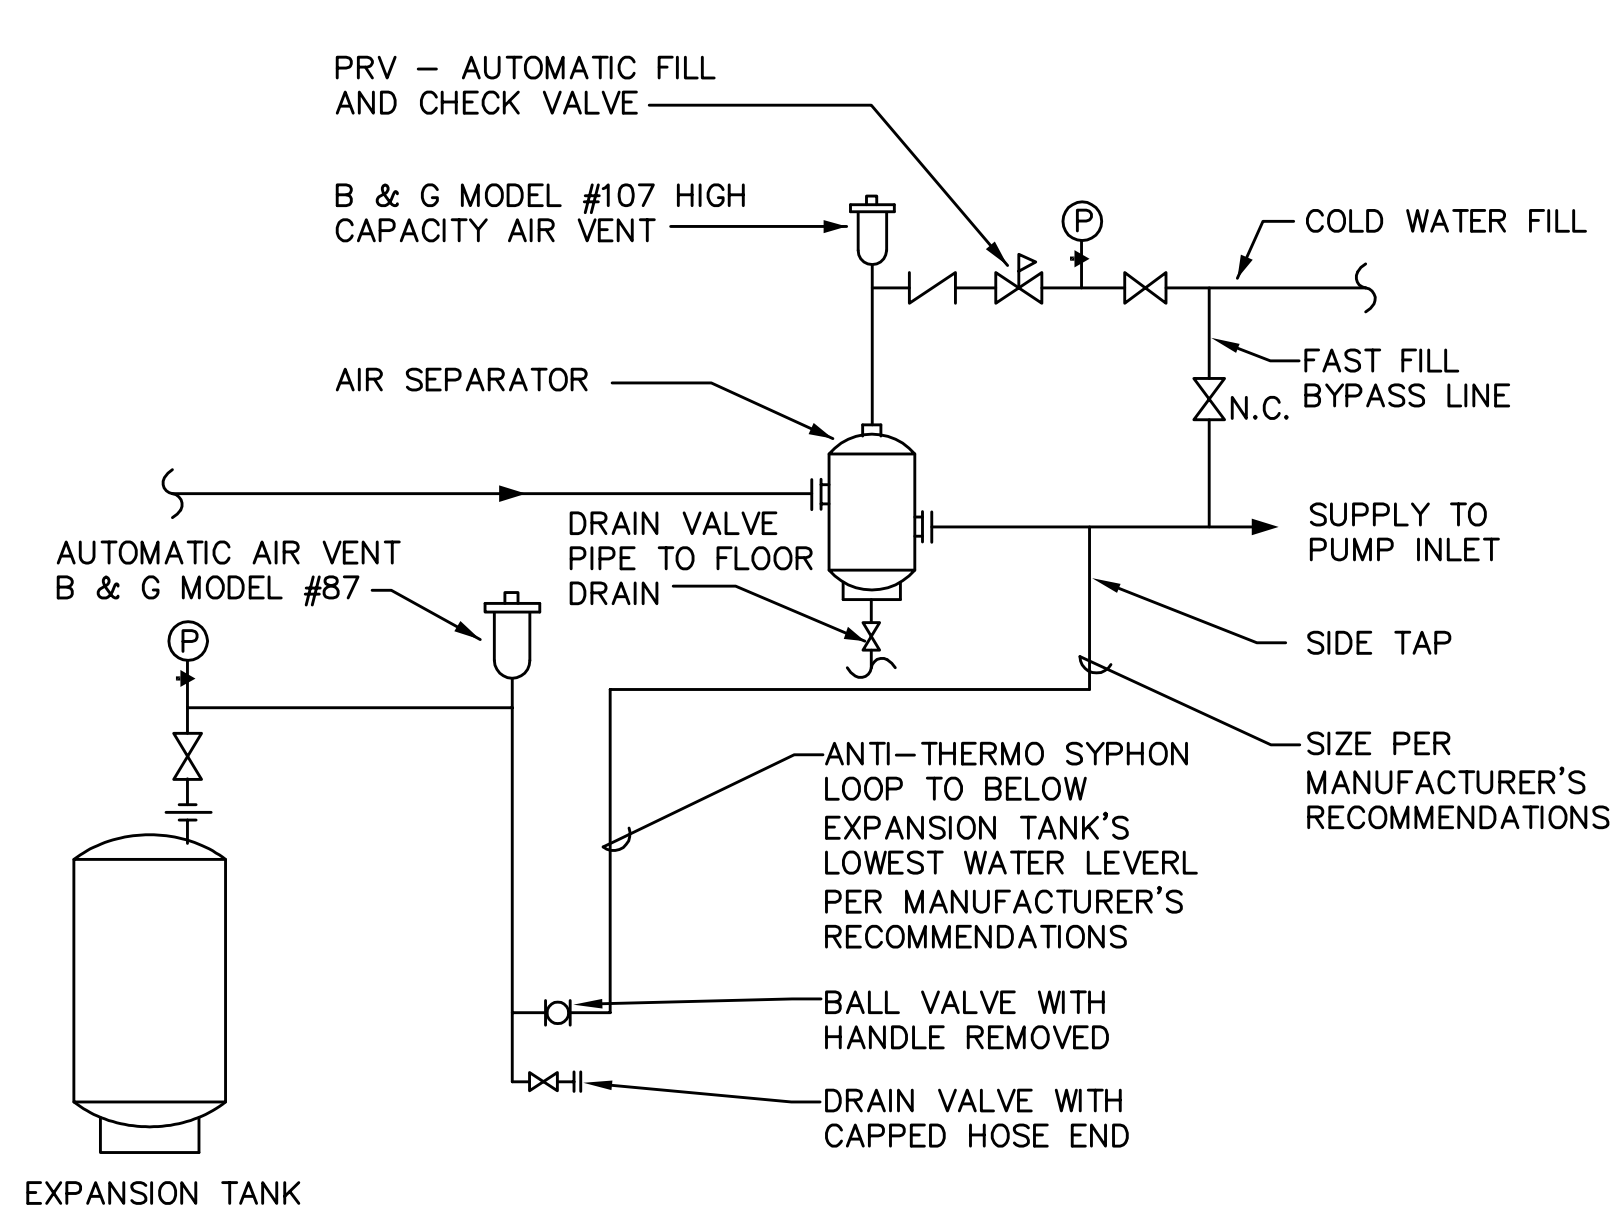 PRV - AUTOMATIC FILL
AND CHECK VALVE
B & G MODEL #107 HIGH
CAPACITY AIR VENT
P
COLD WATER FILL
FAST FILL
BYPASS LINE
N.C.
AIR SEPARATOR
SUPPLY TO
PUMP INLET
DRAIN VALVE
PIPE TO FLOOR
DRAIN
AUTOMATIC AIR VENT
B & G MODEL #87
P
SIDE TAP
SIZE PER
MANUFACTURER'S
RECOMMENDATIONS
ANTI-THERMO SYPHON
LOOP TO BELOW
EXPANSION TANK'S
LOWEST WATER LEVERL
PER MANUFACTURER'S
RECOMMENDATIONS
BALL VALVE WITH
HANDLE REMOVED
DRAIN VALVE WITH
CAPPED HOSE END
EXPANSION TANK